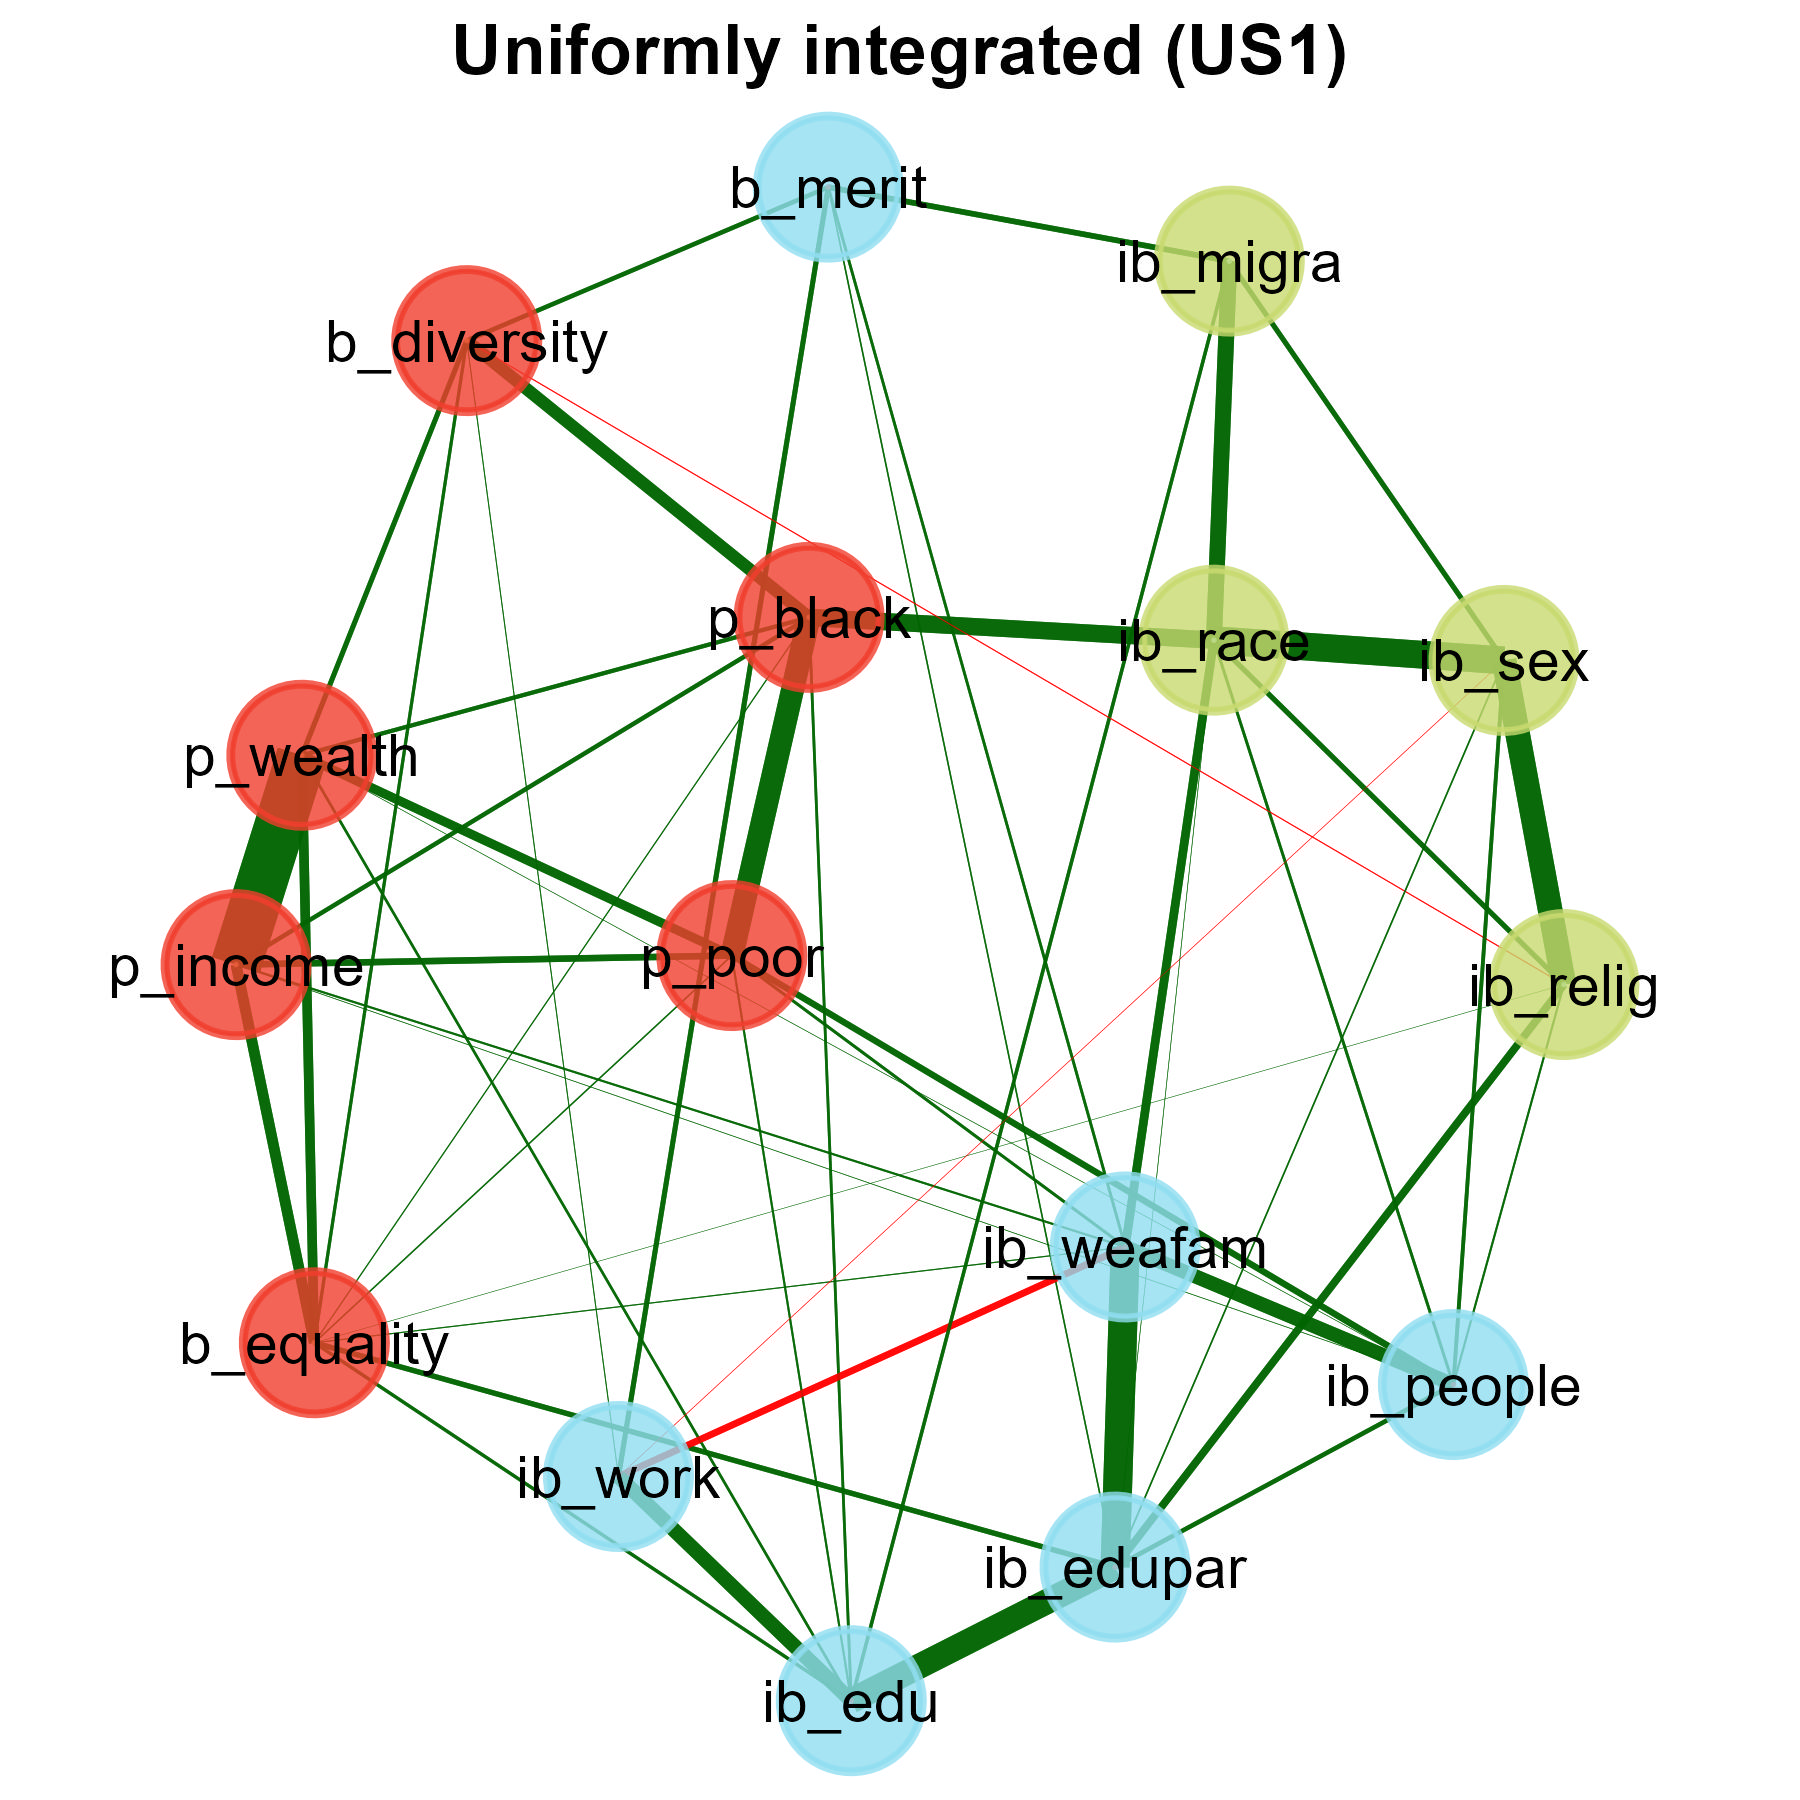 Uniformly integrated (US1)
b_merit
ib_migra
b_diversity
p_black
ib_race
ib_sex
p_wealth
p_income
p_poor
ib_relig
ib_weafam
b_equality
ib_people
ib_work
ib_edupar
ib_edu